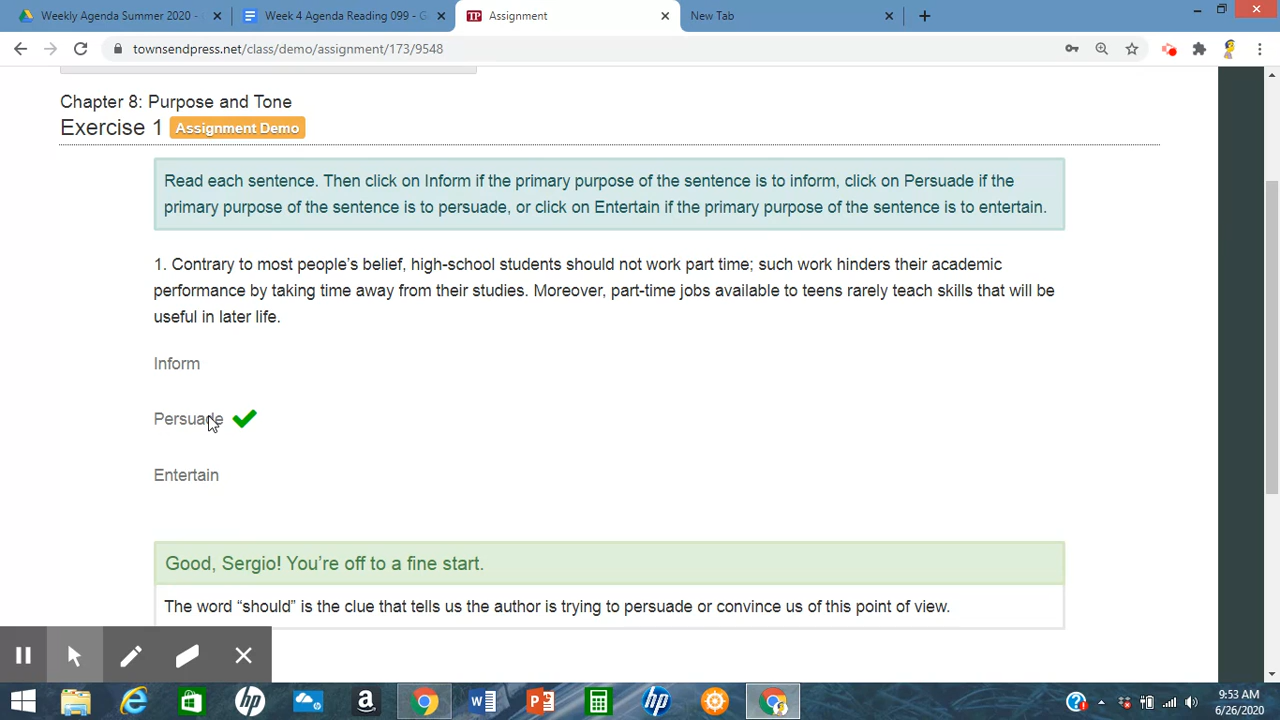 Weekly Agenda Summer 2020 -
Week 4 Agenda Reading 099 - G
TP Assignment
New Tab
townsendpress.net/class/demo/assignment/173/9548
Chapter 8: Purpose and Tone
Exercise 1 Assignment Demo
Read each sentence. Then click on Inform if the primary purpose of the sentence is to inform, click on Persuade if the
primary purpose of the sentence is to persuade, or click on Entertain if the primary purpose of the sentence is to entertain.
1. Contrary to most people's belief, high-school students should not work part time; such work hinders their academic
performance by taking time away from their studies. Moreover, part-time jobs available to teens rarely teach skills that will be
useful in later life.
Inform
Persuade
Entertain
Good, Sergio! You're off to a fine start.
The word “should” is the clue that tells us the author is trying to persuade or convince us of this point of view.
9:53 AM
6/26/2020